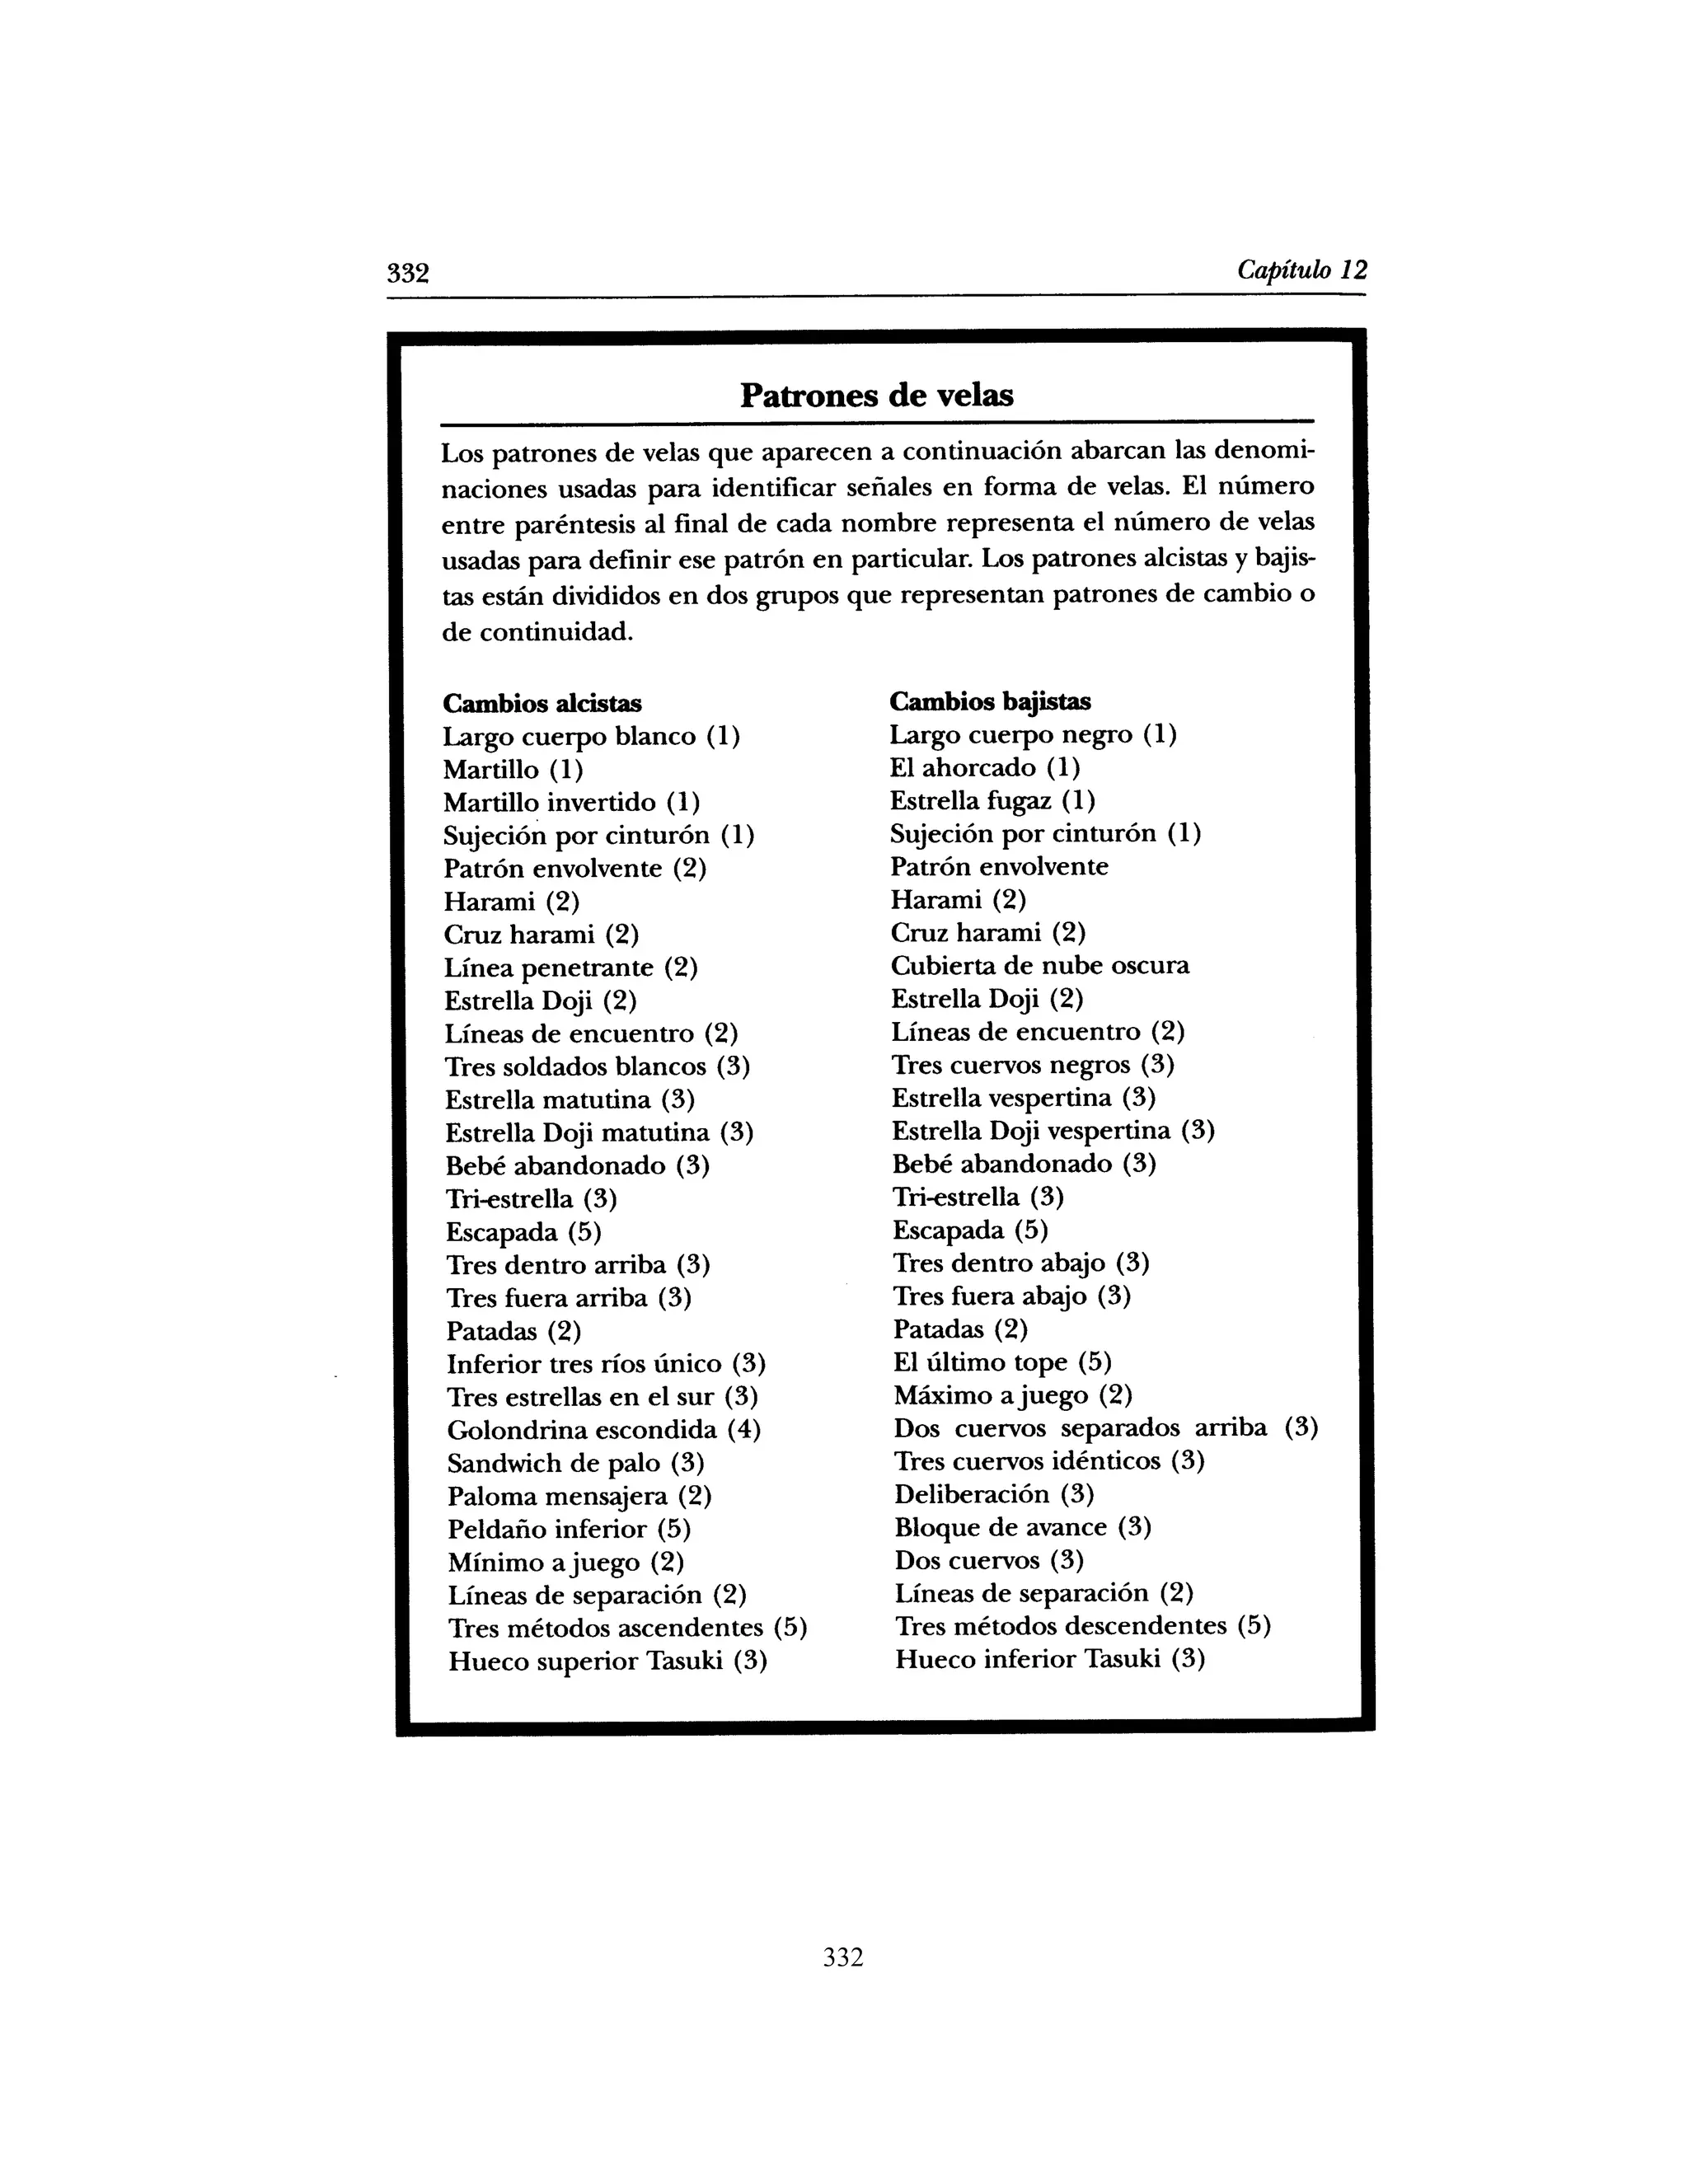 332
Capítulo 12
Patrones de velas
Los patrones de velas que aparecen a continuación abarcan las denomi-
naciones usadas para identificar señales en forma de velas. El número
entre paréntesis al final de cada nombre representa el número de velas
usadas para definir ese patrón en particular. Los patrones alcistas y bajis-
tas están divididos en dos grupos que representan patrones de cambio o
de continuidad.
Cambios alcistas
Largo cuerpo blanco (1)
Martillo (1)
Martillo invertido (1)
Sujeción por cinturón (1)
Patrón envolvente (2)
Harami (2)
Cruz harami (2)
Línea penetrante (2)
Estrella Doji (2)
Líneas de encuentro (2)
Tres soldados blancos (3)
Estrella matutina (3)
Estrella Doji matutina (3)
Bebé abandonado (3)
Tri-estrella (3)
Escapada (5)
Tres dentro arriba (3)
Tres fuera arriba (3)
Patadas (2)
Inferior tres ríos único (3)
Tres estrellas en el sur (3)
Golondrina escondida (4)
Sandwich de palo (3)
Paloma mensajera (2)
Peldaño inferior (5)
Mínimo a juego (2)
Líneas de separación (2)
Tres métodos ascendentes (5)
Hueco superior Tasuki (3)
Cambios bajistas
Largo cuerpo negro (1)
El ahorcado (1)
Estrella fugaz (1)
Sujeción por cinturón (1)
Patrón envolvente
Harami (2)
Cruz harami (2)
Cubierta de nube oscura
Estrella Doji (2)
Líneas de encuentro (2)
Tres cuervos negros (3)
Estrella vespertina (3)
Estrella Doji vespertina (3)
Bebé abandonado (3)
Tri-estrella (3)
Escapada (5)
Tres dentro abajo (3)
Tres fuera abajo (3)
Patadas (2)
El último tope (5)
Máximo a juego (2)
Dos cuervos separados arriba (3)
Tres cuervos idénticos (3)
Deliberación (3)
Bloque de avance (3)
Dos cuervos (3)
Líneas de separación (2)
Tres métodos descendentes (5)
Hueco inferior Tasuki (3)
332